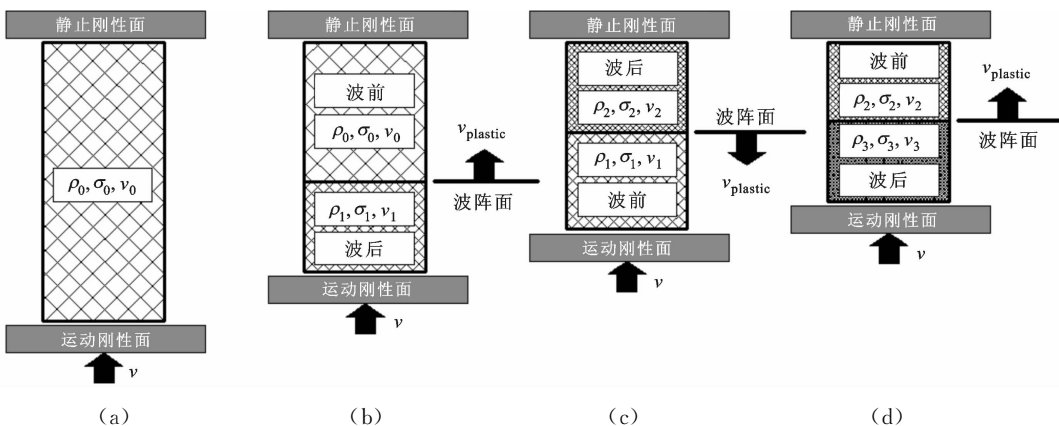 静止刚性面
ρ0, σ0, v0
运动刚性面
v
(a)
静止刚性面
波前
ρ0, σ0, v0
vplastic
波阵面
ρ1, σ1, v1
波后
运动刚性面
v
(b)
静止刚性面
波后
ρ2, σ2, v2
波阵面
vplastic
ρ1, σ1, v1
波前
运动刚性面
v
(c)
静止刚性面
波前
ρ2, σ2, v2
vplastic
波阵面
ρ3, σ3, v3
波后
运动刚性面
v
(d)